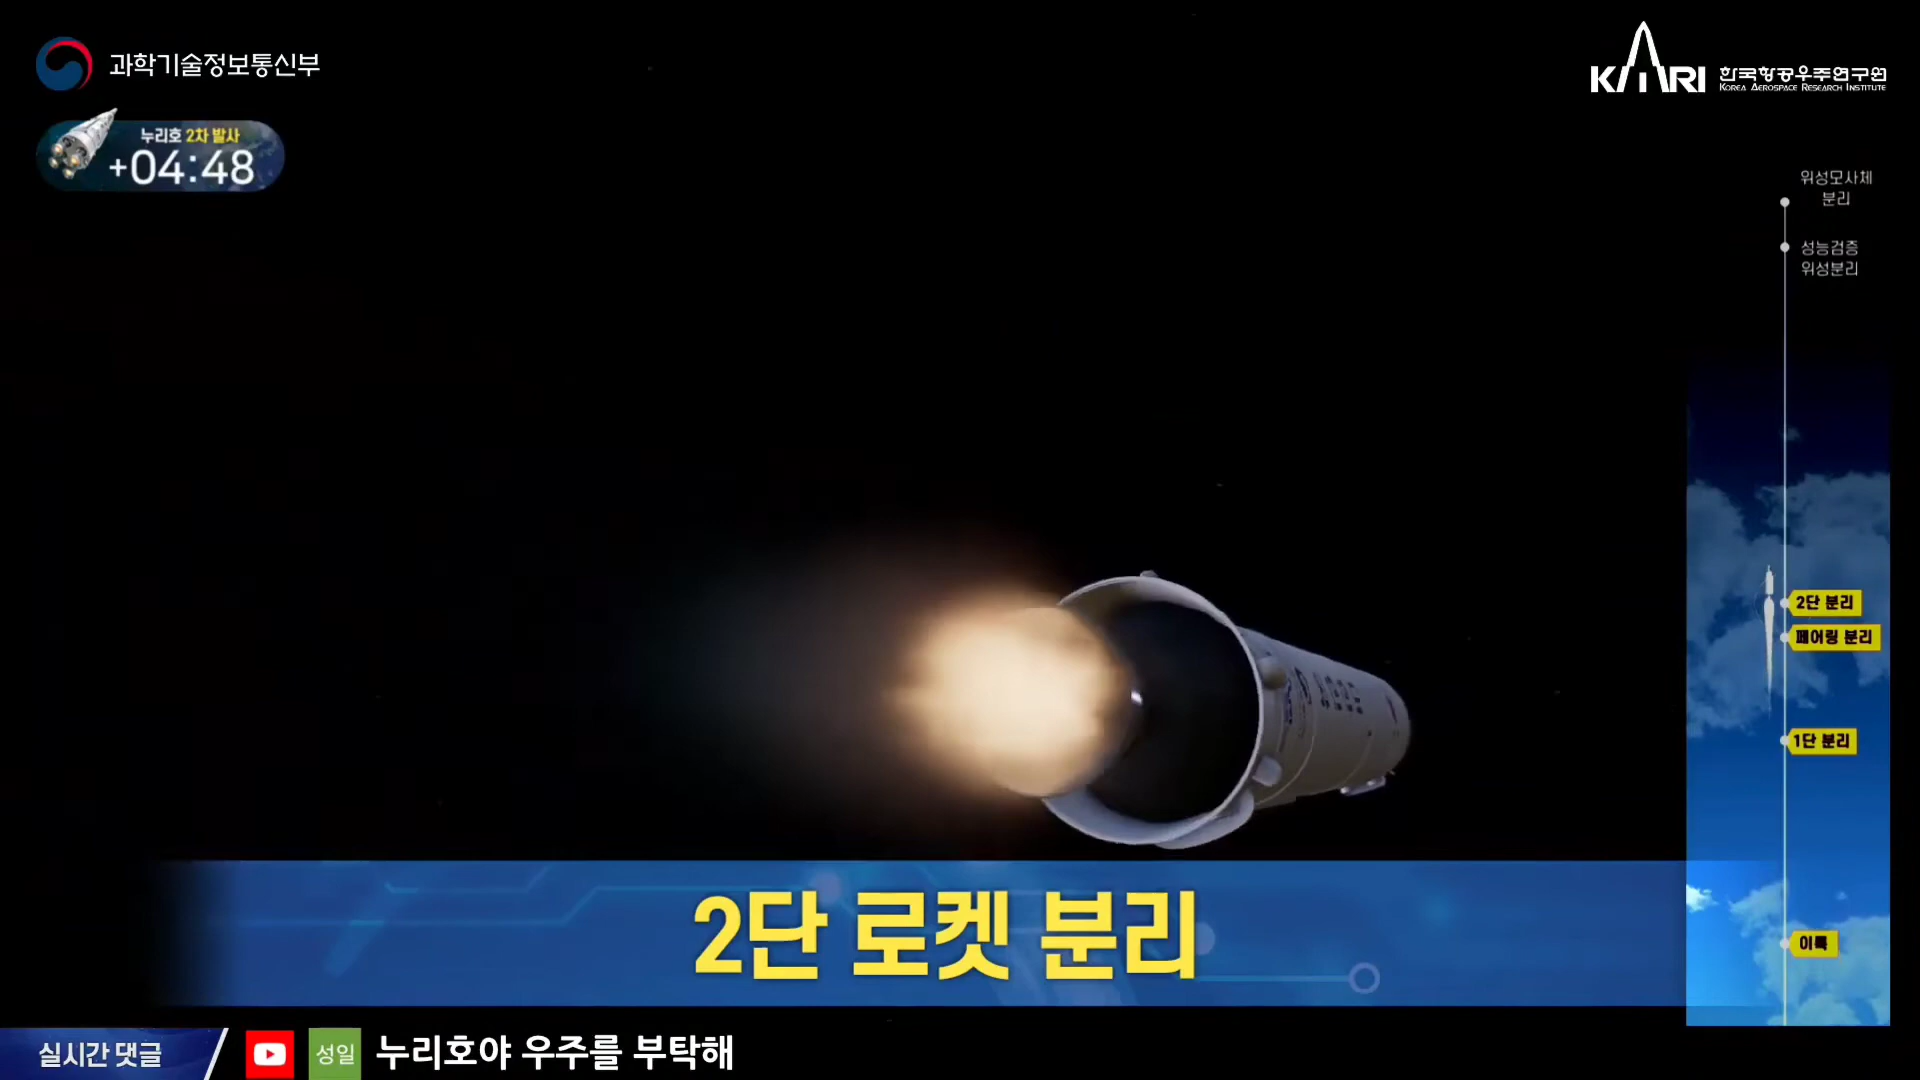 과학기술정보통신부
누리호 2차 발사
+04:48
KARI 한국항공우주연구원
KOREA AEROSPACE RESEARCH INSTITUTE
위성모사체
분리
성능검증
위성분리
2단 분리
페어링 분리
1단 분리
이륙
2단 로켓 분리
실시간 댓글
성일
누리호야 우주를 부탁해